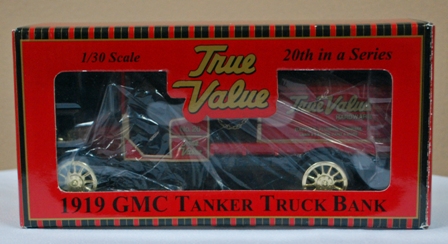 1/30 Scale
True
Value
20th in a Series
True Value
1919 GMC TANKER TRUCK BANK